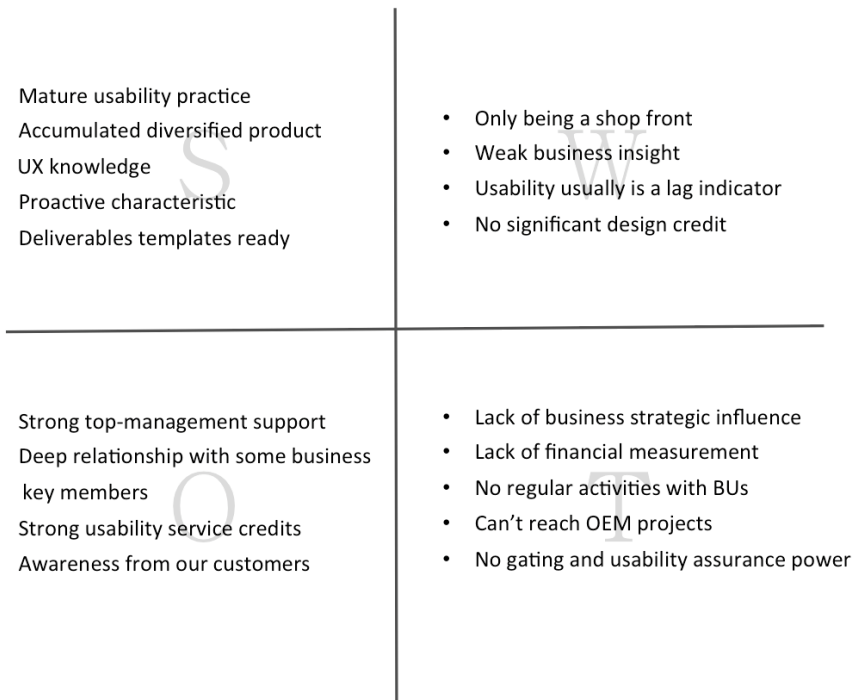 Mature usability practice
Accumulated diversified product
UX knowledge
Proactive characteristic
Deliverables templates ready
S
• Only being a shop front
• Weak business insight
• Usability usually is a lag indicator
• No significant design credit
W
Strong top-management support
Deep relationship with some business
key members
Strong usability service credits
Awareness from our customers
O
• Lack of business strategic influence
• Lack of financial measurement
• No regular activities with BUs
• Can't reach OEM projects
• No gating and usability assurance power
T